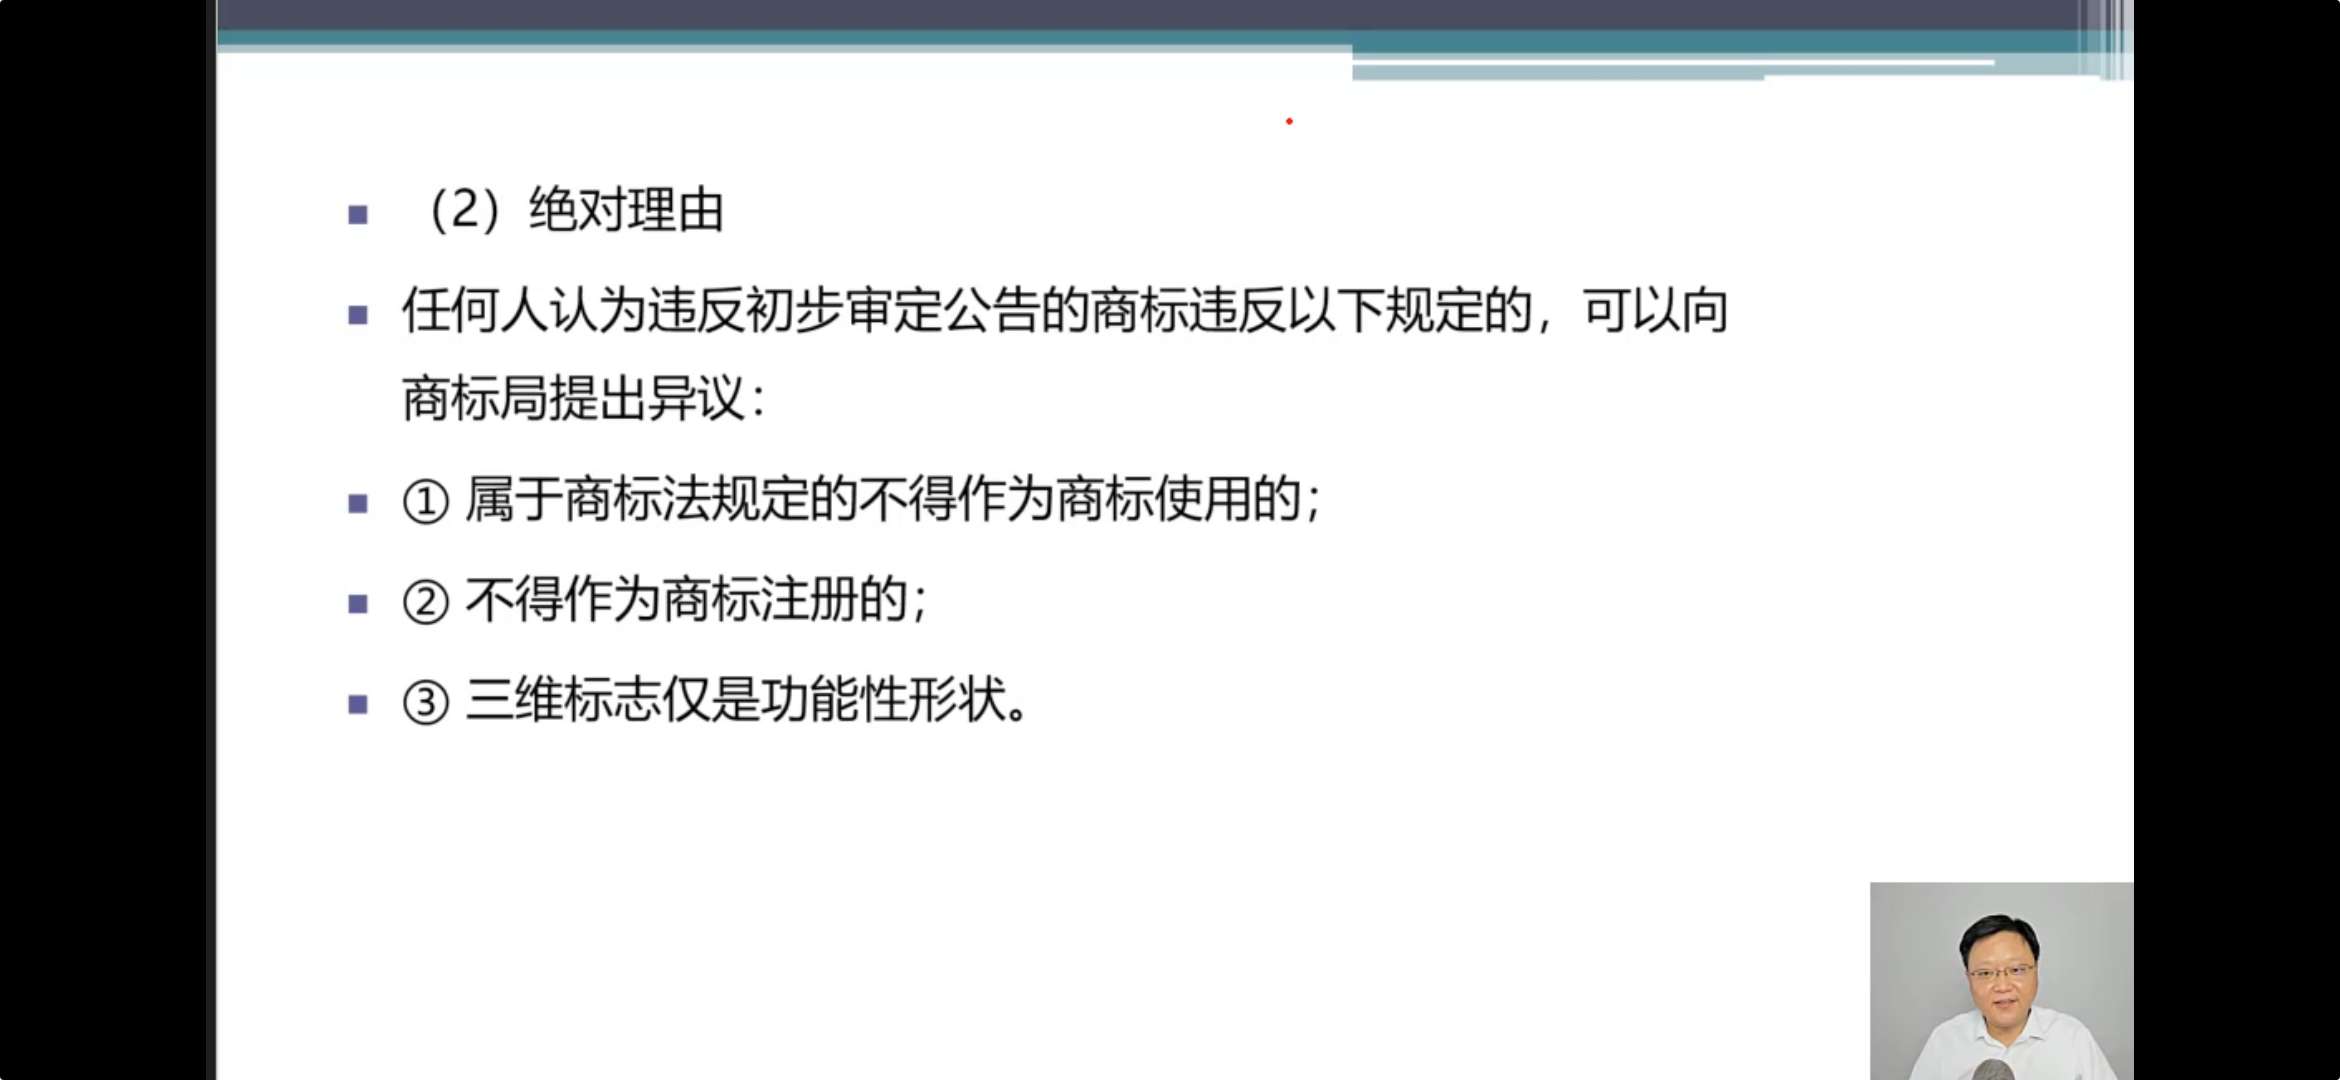 （2）绝对理由
任何人认为违反初步审定公告的商标违反以下规定的，可以向
商标局提出异议：
① 属于商标法规定的不得作为商标使用的；
② 不得作为商标注册的；
③ 三维标志仅是功能性形状。